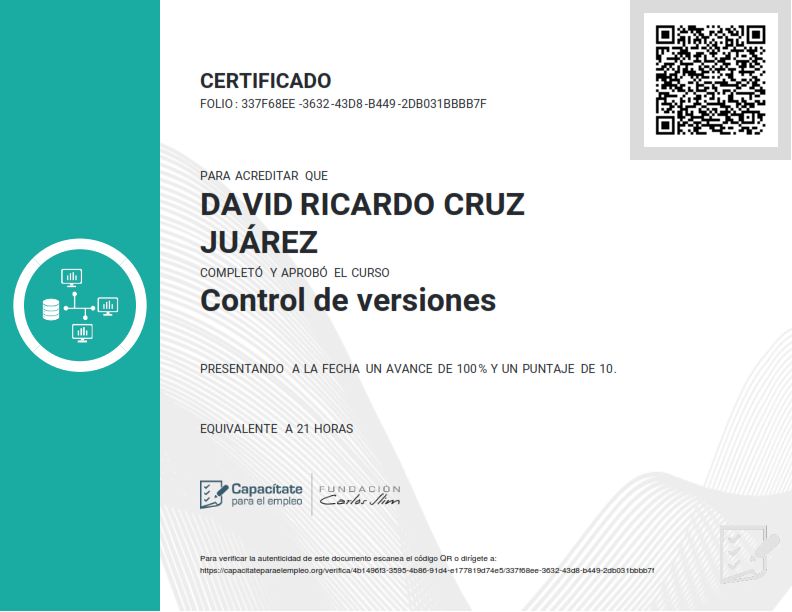 CERTIFICADO
FOLIO: 337F68EE-3632-43D8-B449-2DB031BBBB7F
PARA ACREDITAR QUE
DAVID RICARDO CRUZ
JUÁREZ
COMPLETÓ Y APROBÓ EL CURSO
Control de versiones
PRESENTANDO A LA FECHA UN AVANCE DE 100% Y UN PUNTAJE DE 10.
EQUIVALENTE A 21 HORAS
Capacítate
para el empleo
FUNDACIÓN
Carlos Slim
Para verificar la autenticidad de este documento escanea el código QR o dirígete a:
https://capacitateparaelempleo.org/verifica/4b1496f3-3595-4b86-91d4-e177819d74e5/337f68ee-3632-43d8-b449-2db031bbbb7f